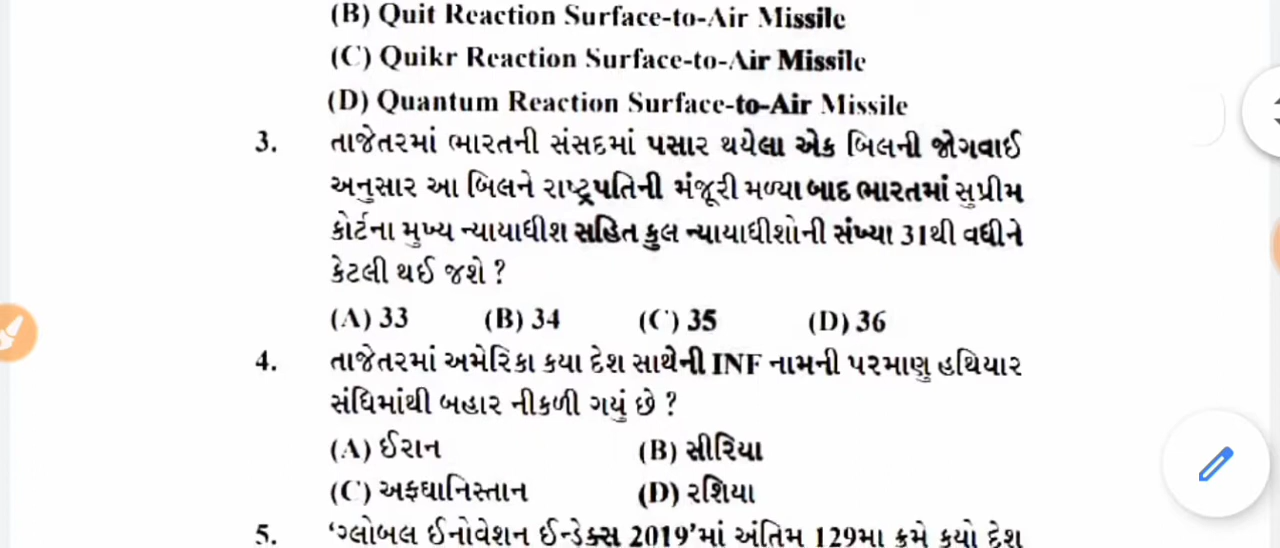 (B) Quit Reaction Surface-to-Air Missile
(C) Quikr Reaction Surface-to-Air Missile
(D) Quantum Reaction Surface-to-Air Missile
3. તાજેતરમાં ભારતની સંસદમાં પસાર થયેલા એક બિલની જોગવાઈ
અનુસાર આ બિલને રાષ્ટ્રપતિની મંજૂરી મળ્યા બાદ ભારતમાં સુપ્રીમ
કોર્ટના મુખ્ય ન્યાયાધીશ સહિત કુલ ન્યાયાધીશોની સંખ્યા 31થી વધીને
કેટલી થઈ જશે ?
(A) 33 (B) 34 (C) 35 (D) 36
4. તાજેતરમાં અમેરિકા કયા દેશ સાથેની INF નામની પરમાણુ હથિયાર
સંધિમાંથી બહાર નીકળી ગયું છે ?
(A) ઈરાન (B) સીરિયા
(C) અફઘાનિસ્તાન (D) રશિયા
5. ‘ગ્લોબલ ઈનોવેશન ઈન્ડેક્સ 2019’માં અંતિમ 129મા ક્રમે કયો દેશ